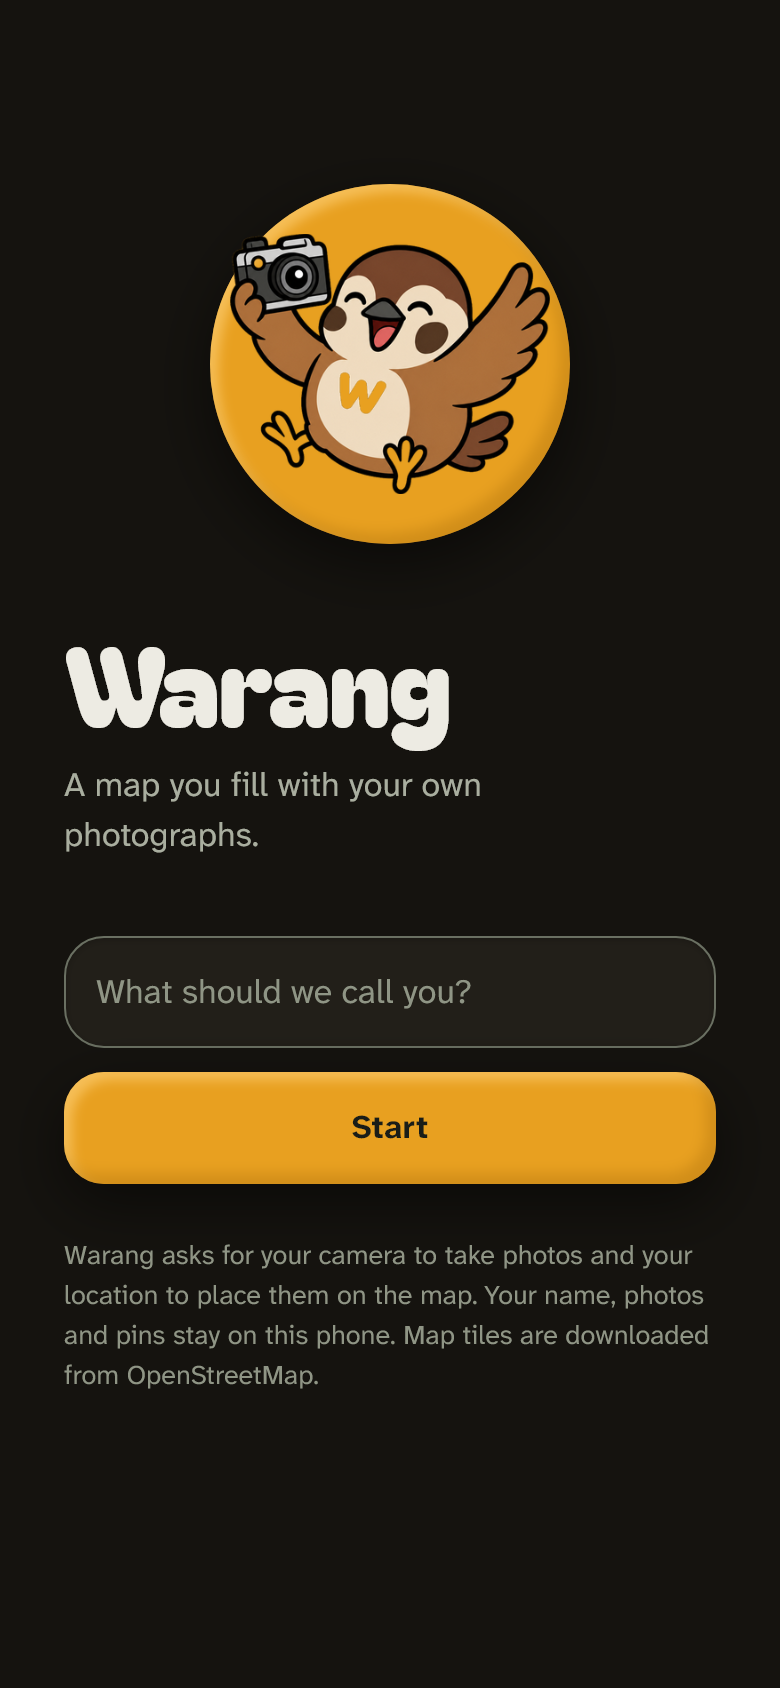 W
Warang
A map you fill with your own
photographs.
What should we call you?
Start
Warang asks for your camera to take photos and your
location to place them on the map. Your name, photos
and pins stay on this phone. Map tiles are downloaded
from OpenStreetMap.